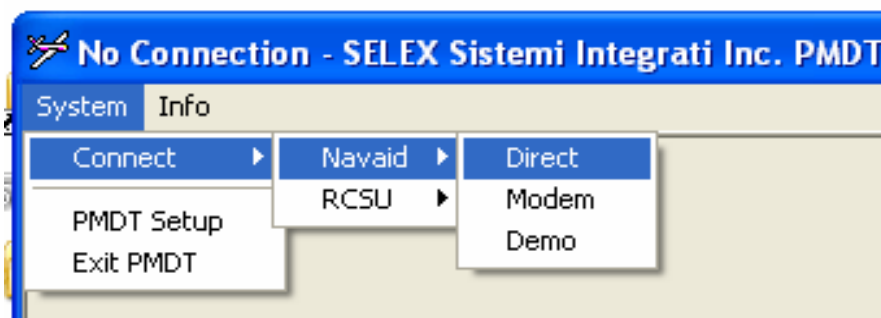 No Connection - SELEX Sistemi Integrati Inc. PMDT
System Info
Connect Navaid Direct
RCSU Modem
PMDT Setup
Demo
Exit PMDT